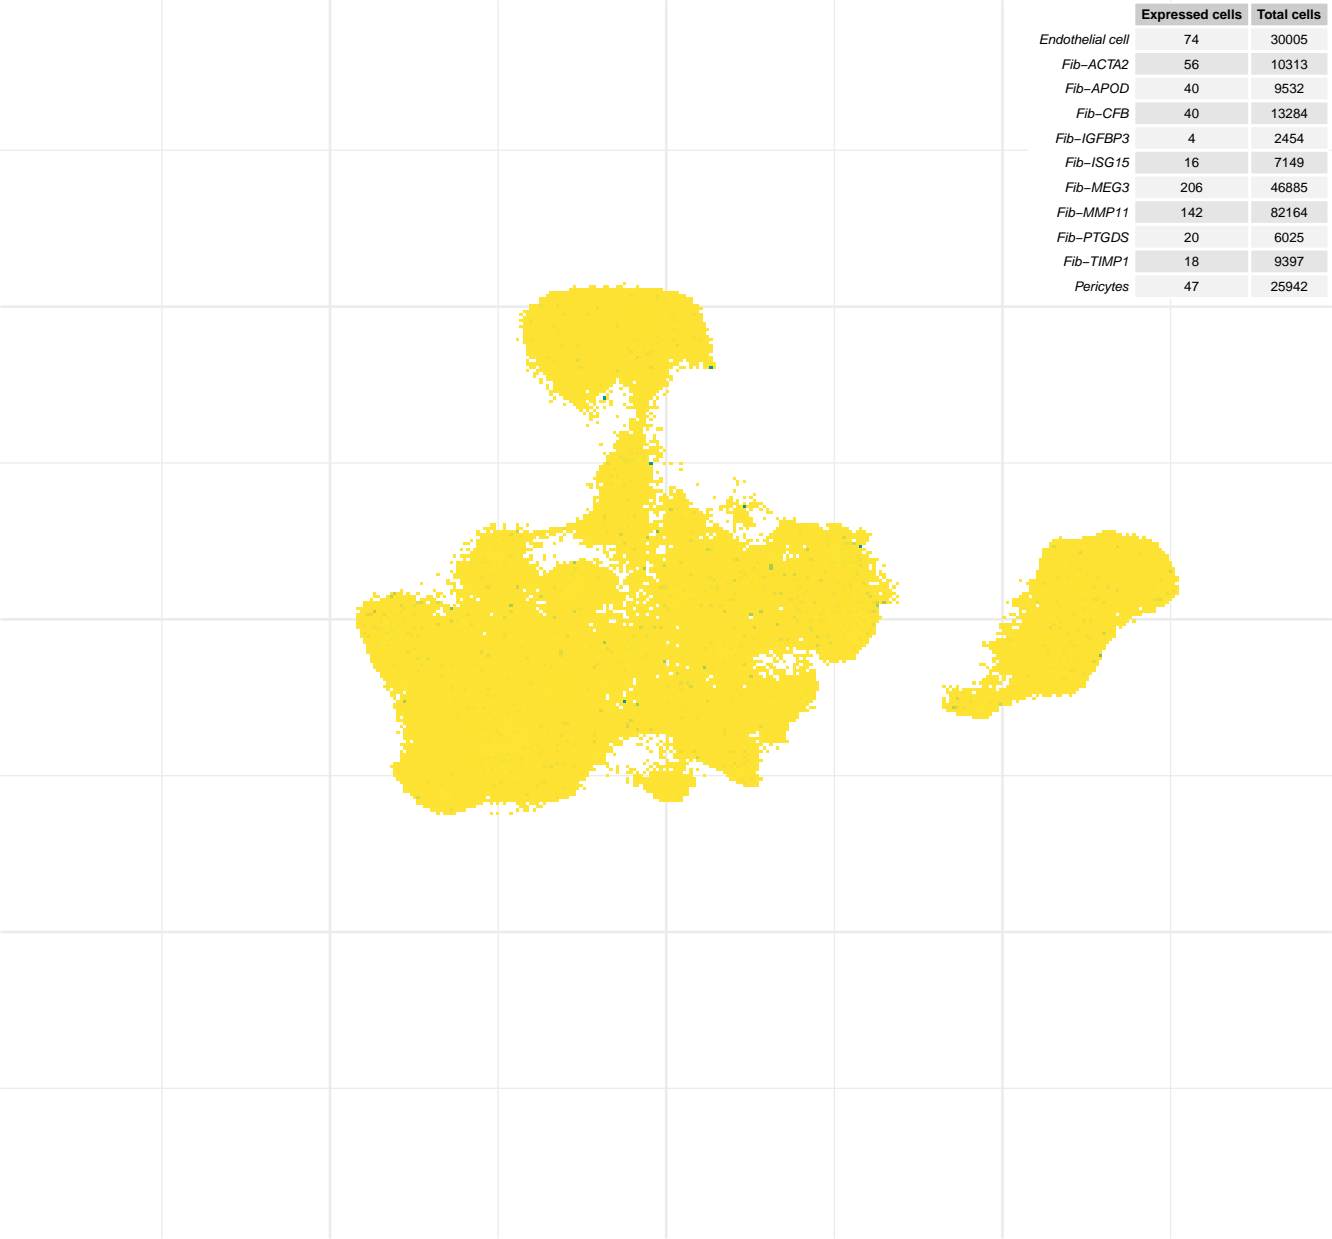 Expressed cells Total cells
Endothelial cell 74 30005
Fib−ACTA2 56 10313
Fib−APOD 40 9532
Fib−CFB 40 13284
Fib−IGFBP3 4 2454
Fib−ISG15 16 7149
Fib−MEG3 206 46885
Fib−MMP11 142 82164
Fib−PTGDS 20 6025
Fib−TIMP1 18 9397
Pericytes 47 25942